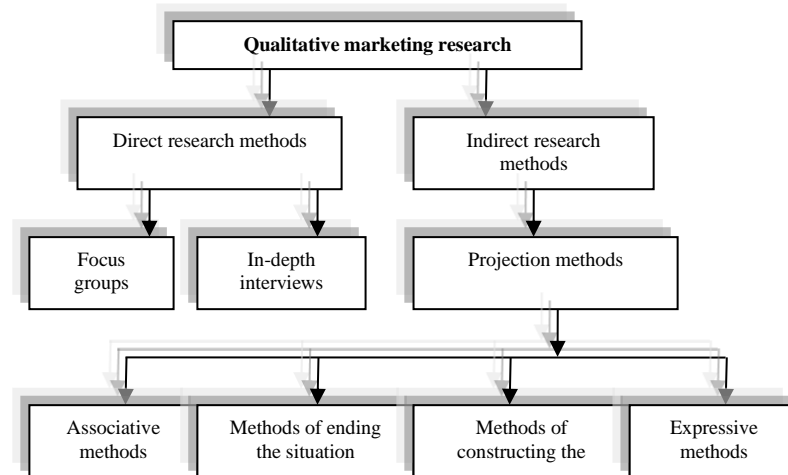 Qualitative marketing research
Direct research methods
Indirect research
methods
Focus
groups
In-depth
interviews
Projection methods
Associative
methods
Methods of ending
the situation
Methods of
constructing the
Expressive
methods